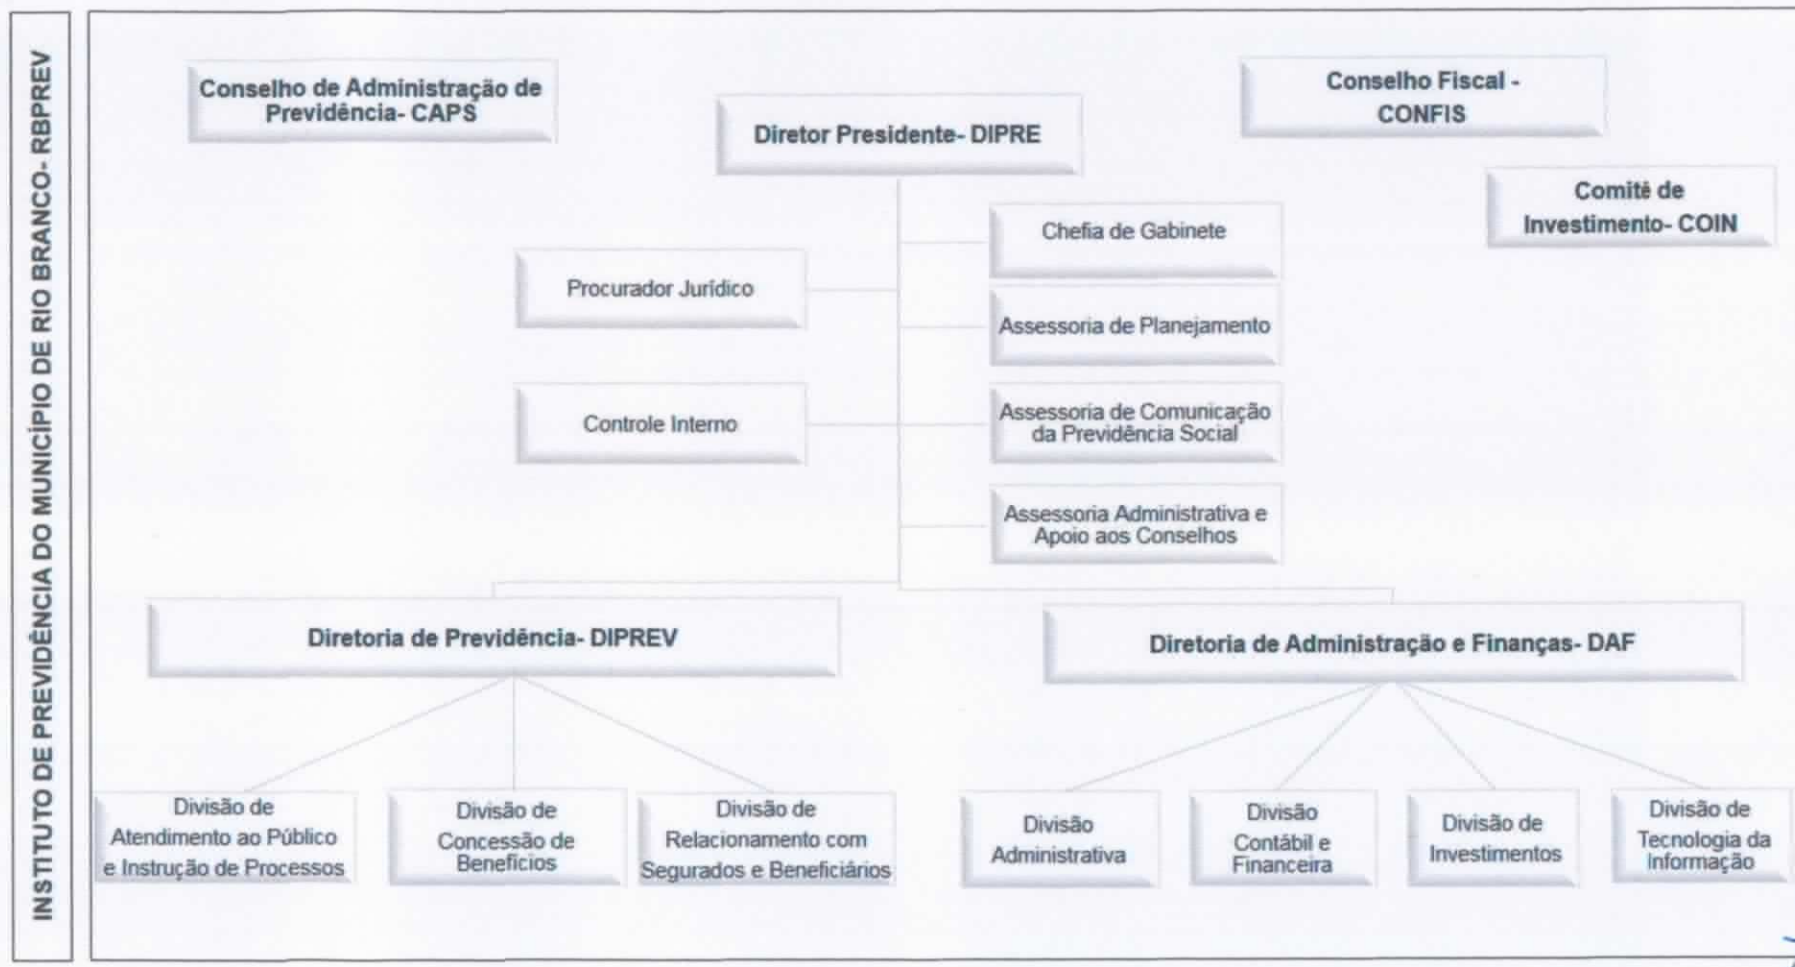 INSTITUTO DE PREVIDÊNCIA DO MUNICÍPIO DE RIO BRANCO- RBPREV
Conselho de Administração de
Previdência- CAPS
Diretor Presidente- DIPRE
Conselho Fiscal -
CONFIS
Comitê de
Investimento- COIN
Chefia de Gabinete
Procurador Jurídico
Assessoria de Planejamento
Controle Interno
Assessoria de Comunicação
da Previdência Social
Assessoria Administrativa e
Apoio aos Conselhos
Diretoria de Previdência- DIPREV
Diretoria de Administração e Finanças- DAF
Divisão de
Atendimento ao Público
e Instrução de Processos
Divisão de
Concessão de
Benefícios
Divisão de
Relacionamento com
Segurados e Beneficiários
Divisão
Administrativa
Divisão
Contábil e
Financeira
Divisão de
Investimentos
Divisão de
Tecnologia da
Informação